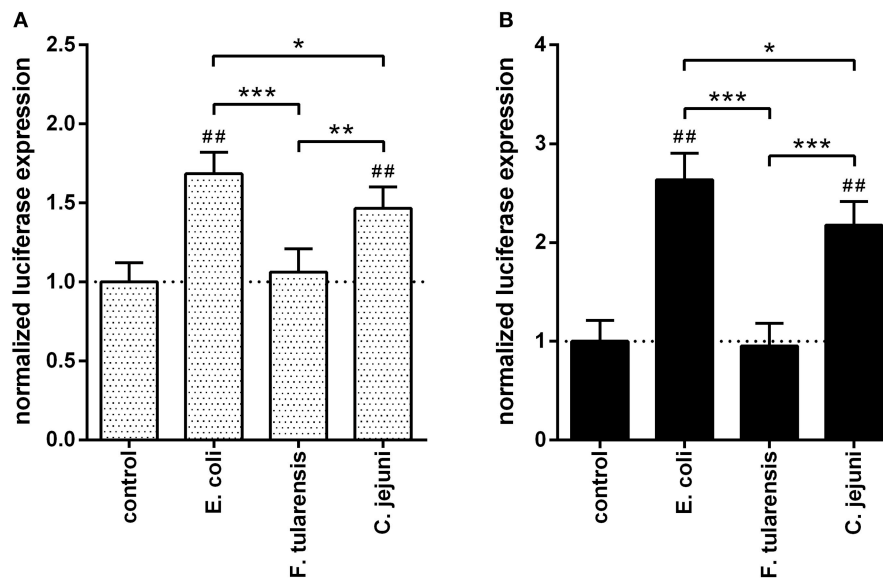 A
normalized luciferase expression
2.5
2.0
1.5
1.0
0.5
0.0
*
***
**
##
##
control
E. coli
F. tularensis
C. jejuni
B
normalized luciferase expression
4
3
2
1
0
*
***
***
##
##
control
E. coli
F. tularensis
C. jejuni